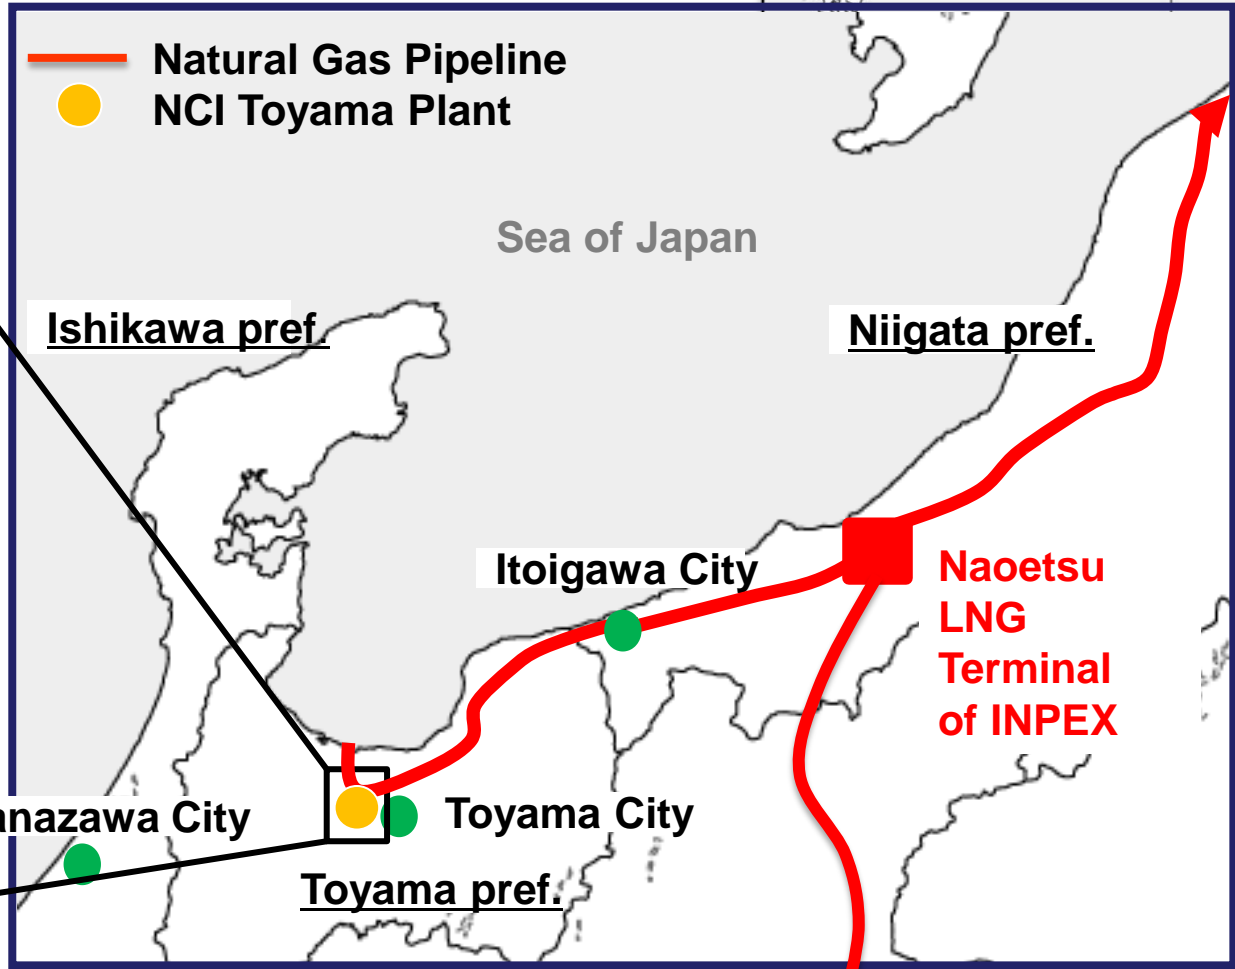 Natural Gas Pipeline
NCI Toyama Plant
Sea of Japan
Ishikawa pref.
Niigata pref.
Itoigawa City
Naoetsu
LNG
Terminal
of INPEX
anazawa City
Toyama City
Toyama pref.